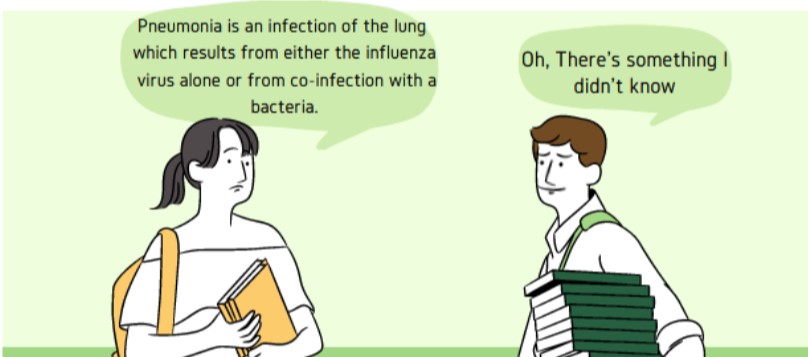 Pneumonia is an infection of the lung
which results from either the influenza
virus alone or from co-infection with a
bacteria.
Oh, There's something I
didn't know